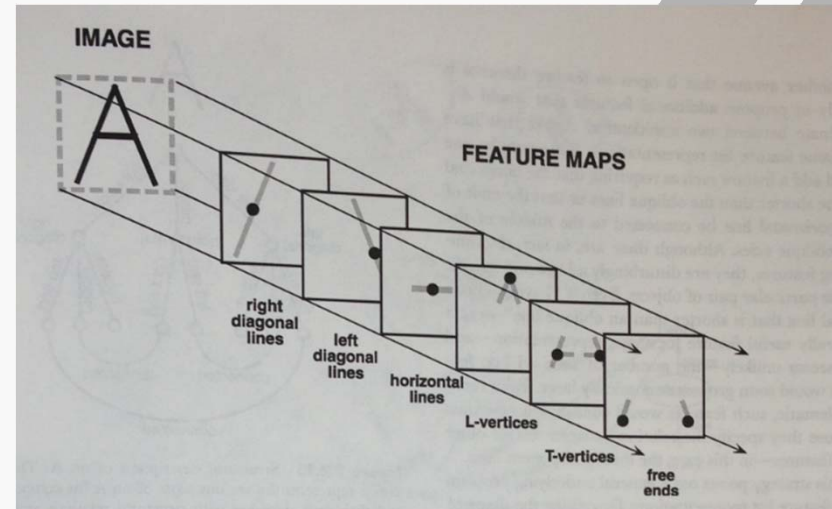 IMAGE
A
FEATURE MAPS
right
diagonal
lines
left
diagonal
lines
horizontal
lines
L-vertices
T-vertices
free
ends